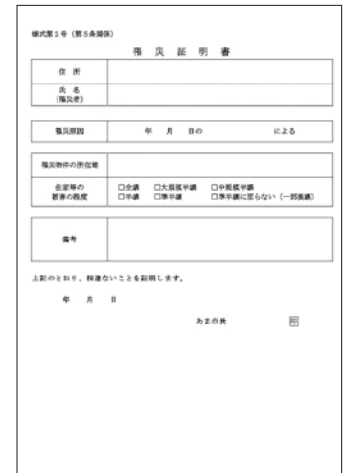 様式第2号（第5条関係）
罹災証明書
住所
氏名
（罹災者）
罹災原因　年　月　日の　による
罹災物件の所在地
住家等の
被害の程度
□全壊　□大規模半壊　□中規模半壊
□半壊　□準半壊　□準半壊に至らない（一部損壊）
備考
上記のとおり、相違ないことを証明します。
年　月　日
あま市長　印